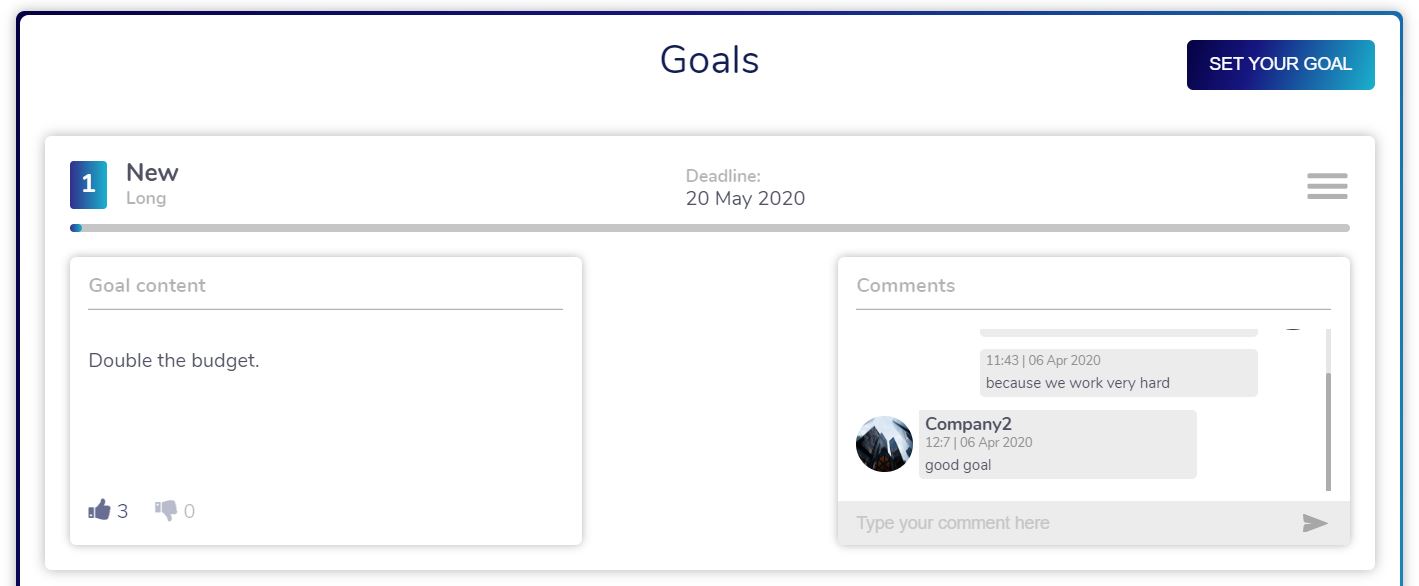 Goals
SET YOUR GOAL
1
New
Long
Deadline:
20 May 2020
Goal content
Double the budget.
3
0
Comments
11:43 | 06 Apr 2020
because we work very hard
Company2
12:7 | 06 Apr 2020
good goal
Type your comment here